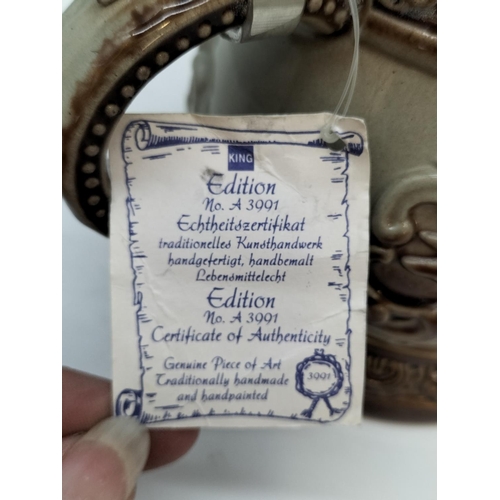 KING
Edition
No. A 3991
Echtheitszertifikat
traditionelles Kunsthandwerk
handgefertigt, handbemalt
Lebensmittelecht
Edition
No. A 3991
Certificate of Authenticity
Genuine Piece of Art
Traditionally handmade
and handpainted
3991